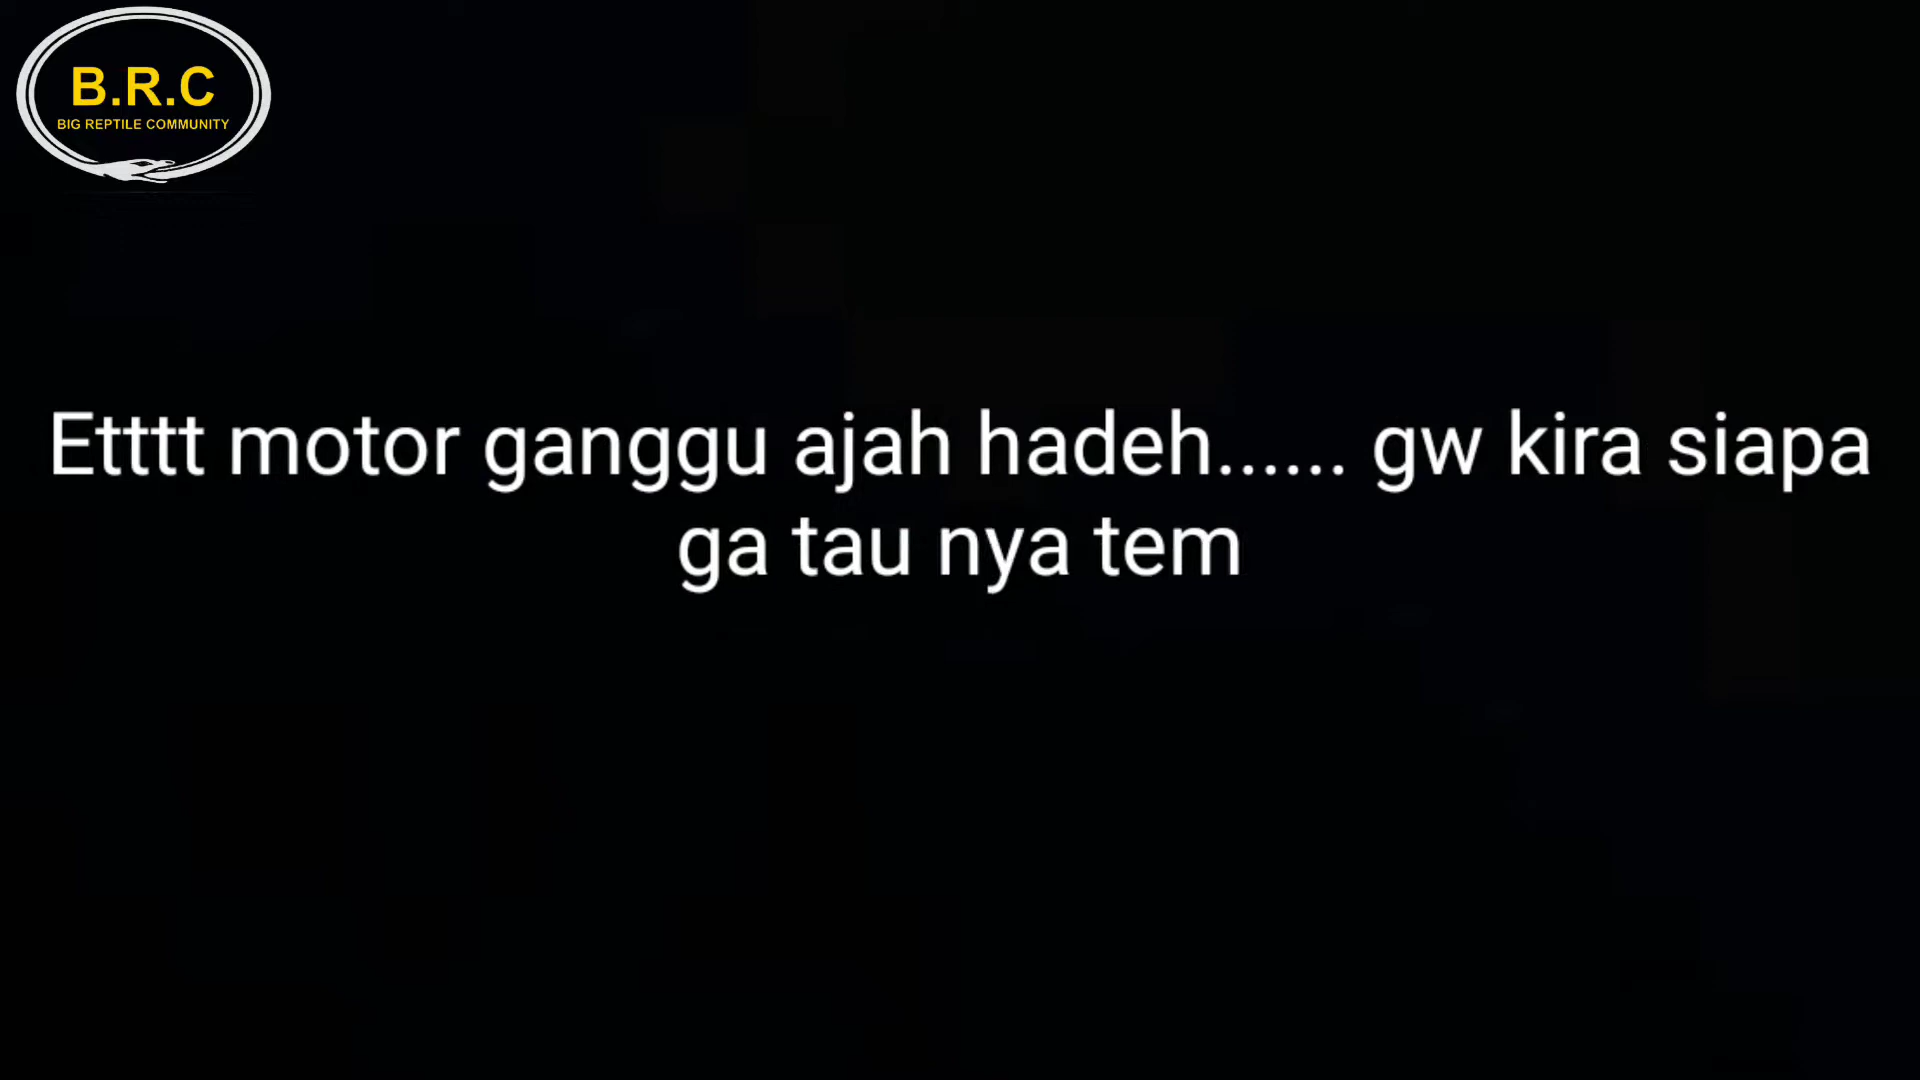 B.R.C
BIG REPTILE COMMUNITY
Etttt motor ganggu ajah hadeh...... gw kira siapa
ga tau nya tem